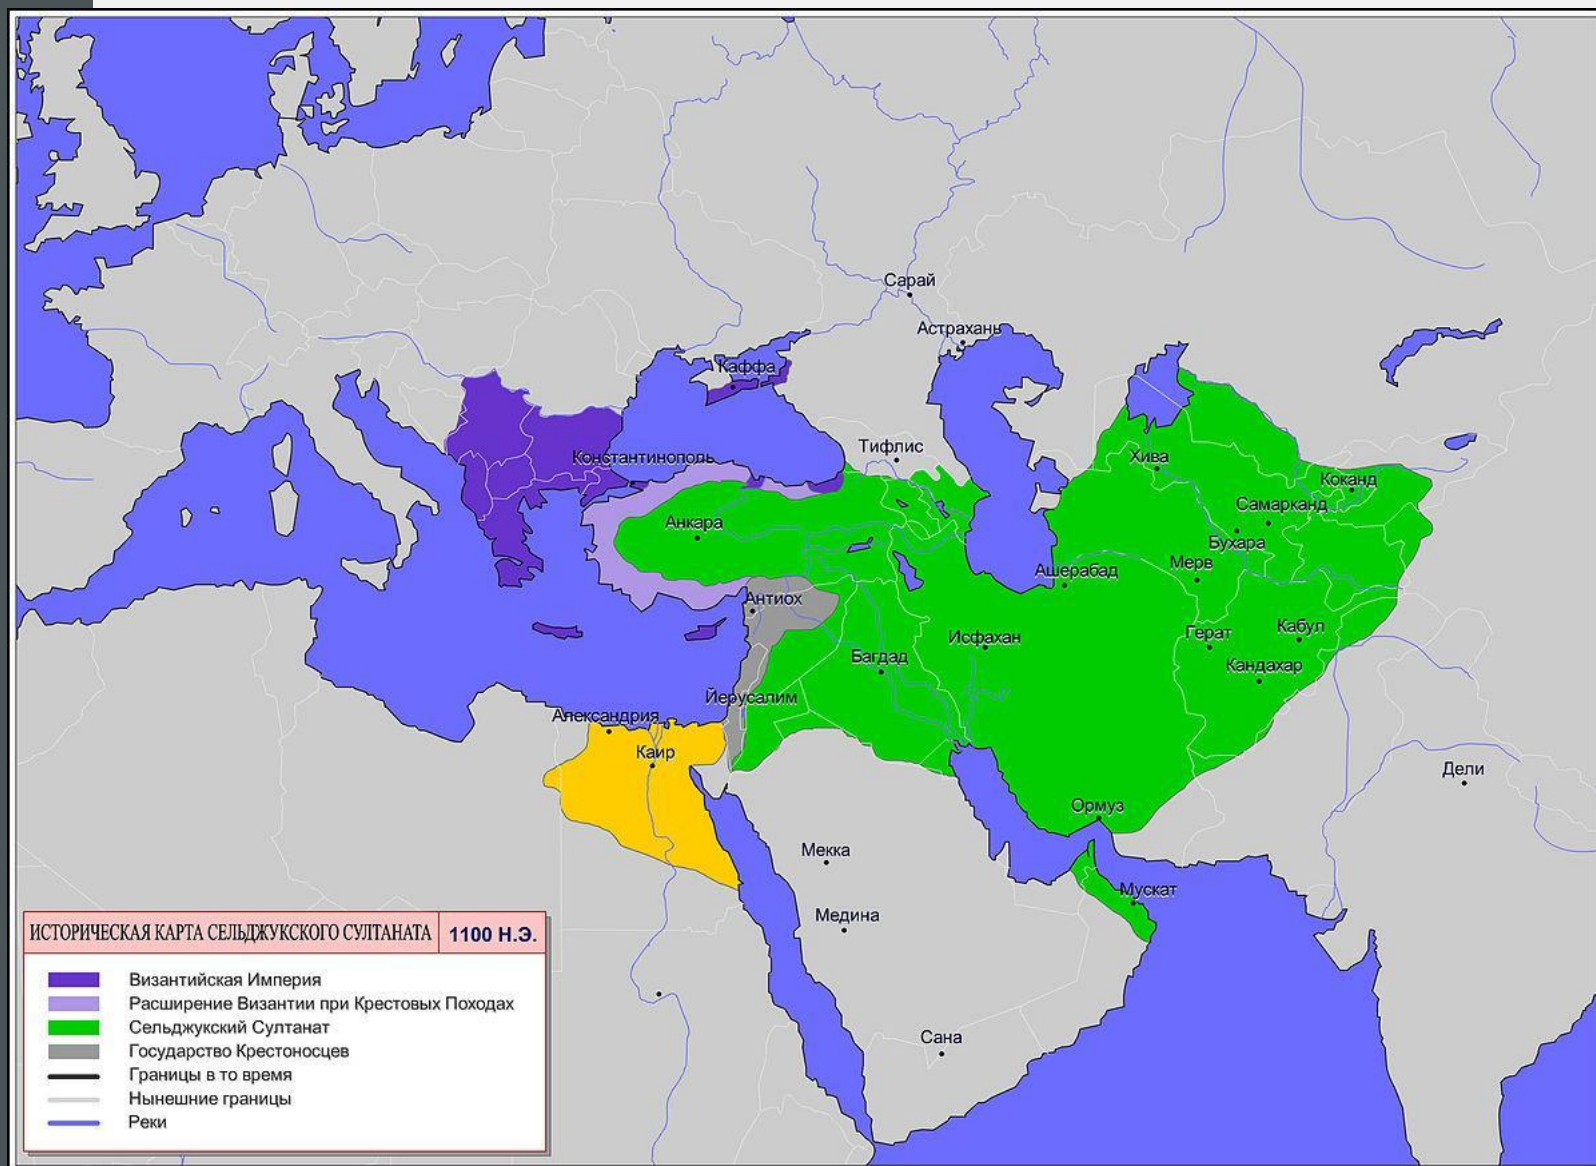 Сарай
Астрахань
Каффа
Тифлис
Константинополь
Хива
Коканд
Самарканд
Анкара
Бухара
Мерв
Ашерабад
Антиох
Герат
Кабул
Исфахан
Багдад
Кандахар
Йерусалим
Александрия
Каир
Дели
Ормуз
Мекка
Мускат
Медина
Сана
ИСТОРИЧЕСКАЯ КАРТА СЕЛЬДЖУКСКОГО СУЛТАНАТА 1100 Н.Э.
Византийская Империя
Расширение Византии при Крестовых Походах
Сельджукский Султанат
Государство Крестоносцев
Границы в то время
Нынешние границы
Реки